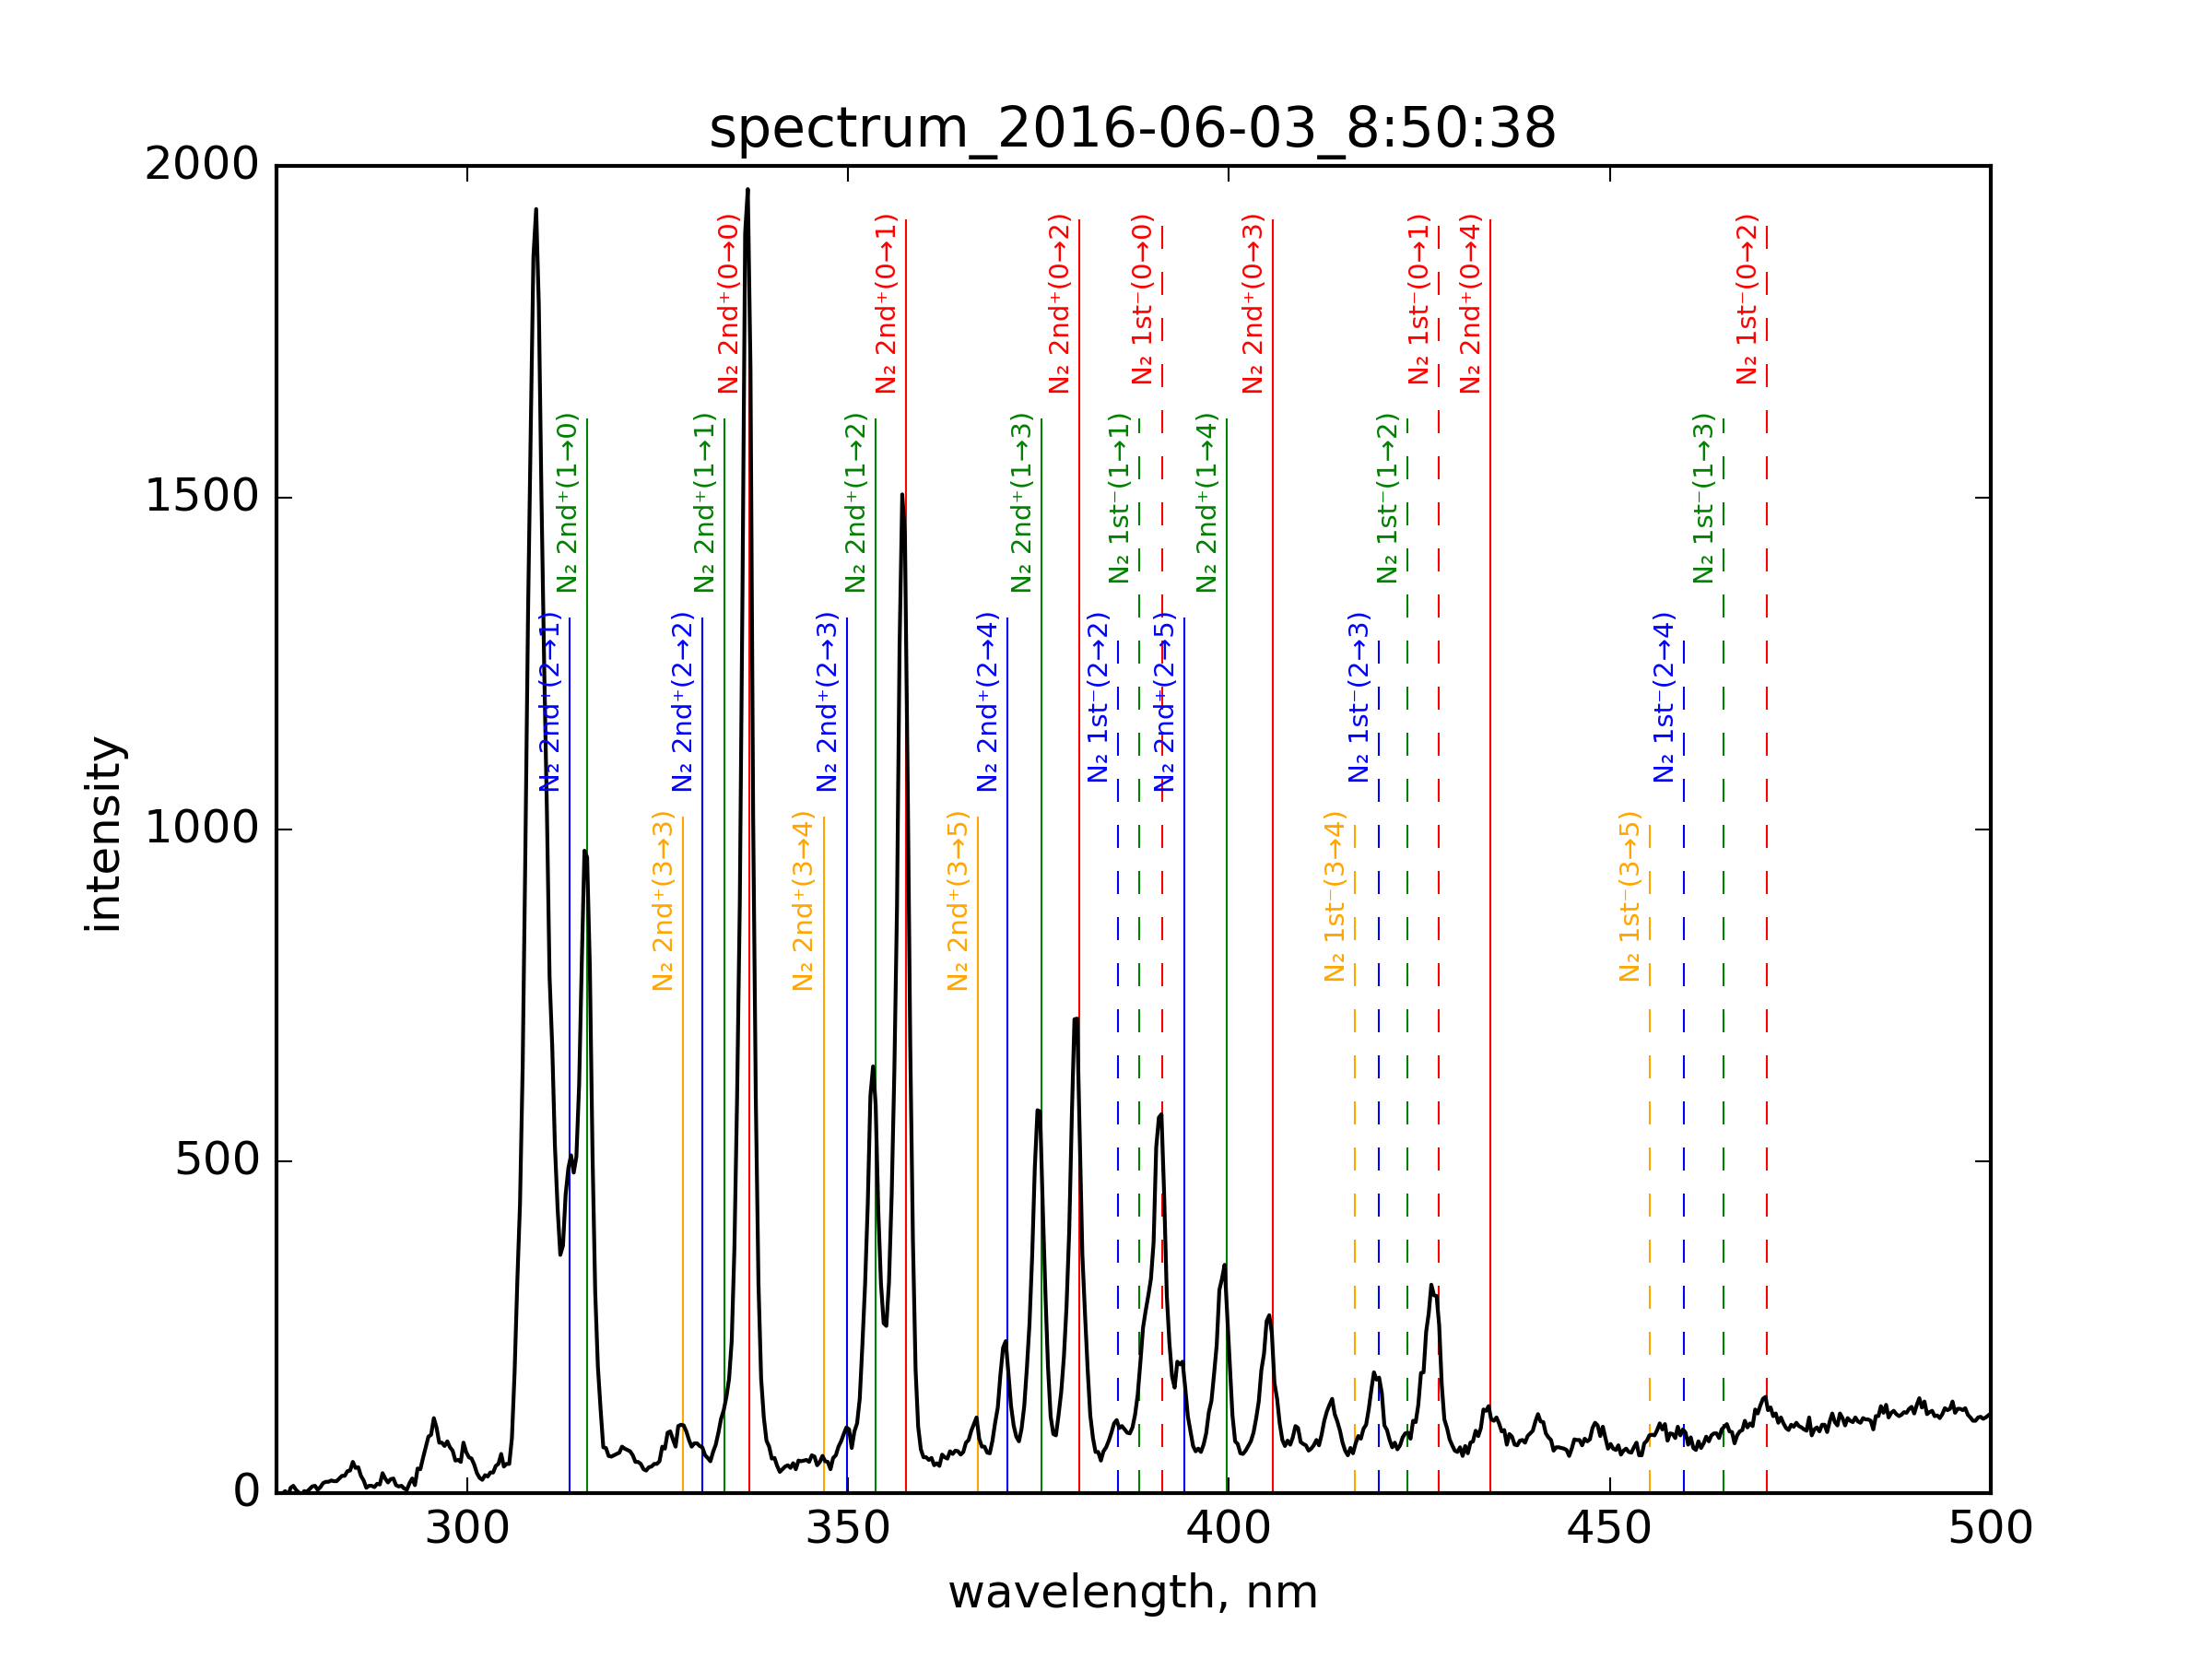 spectrum_2016-06-03_8:50:38
2000
1500
1000
500
0
intensity
N₂ 2nd⁺(0→0)
N₂ 2nd⁺(0→1)
N₂ 2nd⁺(0→2)
N₂ 1st⁻(0→0)
N₂ 2nd⁺(0→3)
N₂ 1st⁻(0→1)
N₂ 2nd⁺(0→4)
N₂ 1st⁻(0→2)
N₂ 2nd⁺(1→0)
N₂ 2nd⁺(1→1)
N₂ 2nd⁺(1→2)
N₂ 2nd⁺(1→3)
N₂ 1st⁻(1→1)
N₂ 2nd⁺(1→4)
N₂ 1st⁻(1→2)
N₂ 1st⁻(1→3)
N₂ 2nd⁺(2→1)
N₂ 2nd⁺(2→2)
N₂ 2nd⁺(2→3)
N₂ 2nd⁺(2→4)
N₂ 1st⁻(2→2)
N₂ 2nd⁺(2→5)
N₂ 1st⁻(2→3)
N₂ 1st⁻(2→4)
N₂ 2nd⁺(3→3)
N₂ 2nd⁺(3→4)
N₂ 2nd⁺(3→5)
N₂ 1st⁻(3→4)
N₂ 1st⁻(3→5)
300 350 400 450 500
wavelength, nm